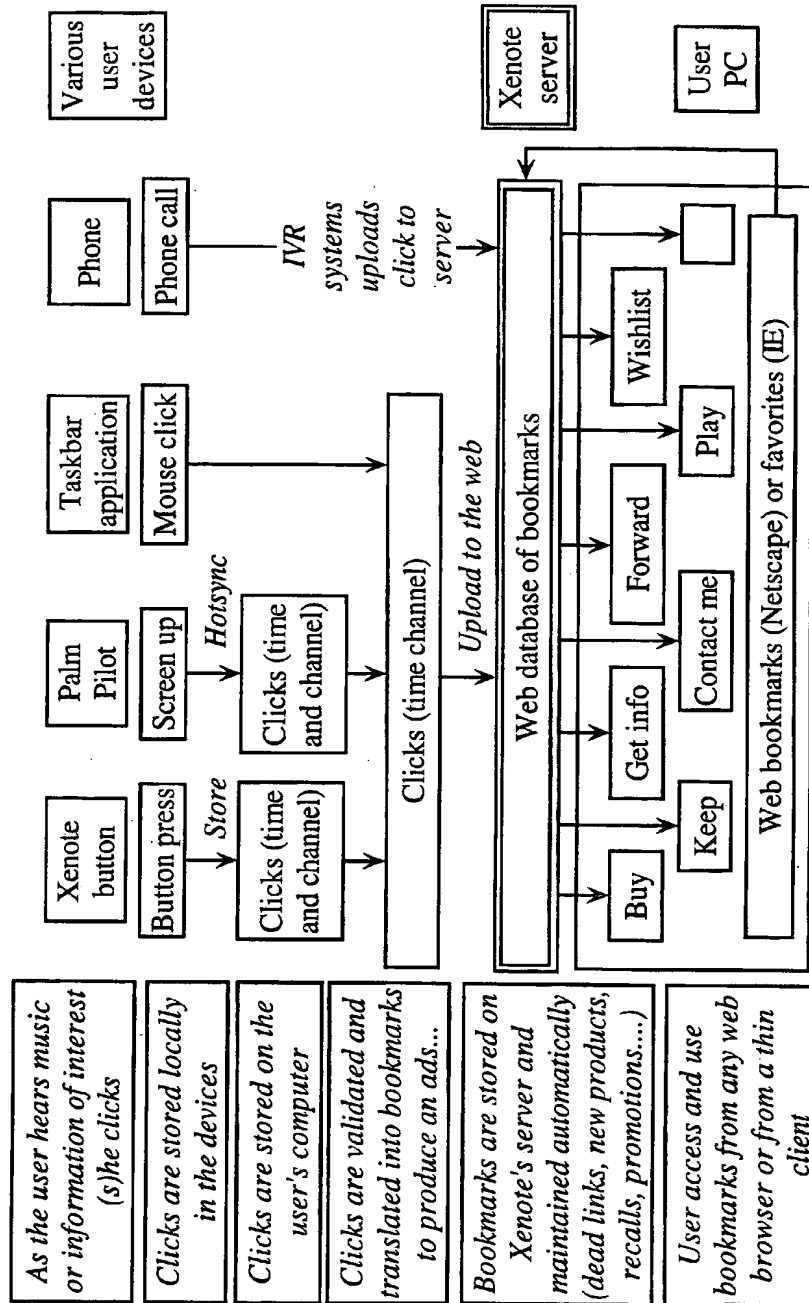 As the user hears music
or information of interest
(s)he clicks
Xenote
button
Palm
Pilot
Taskbar
application
Phone
Various
user
devices
Clicks are stored locally
in the devices
Button press
Screen up
Mouse click
Phone call
Store
Hotsync
Clicks are stored on the
user's computer
Clicks (time
and channel)
Clicks (time
and channel)
IVR
systems
uploads
click to
server
Clicks are validated and
translated into bookmarks
to produce an ads...
Clicks (time channel)
Upload to the web
Bookmarks are stored on
Xenote's server and
maintained automatically
(dead links, new products,
recalls, promotions....)
Web database of bookmarks
Xenote
server
User access and use
bookmarks from any web
browser or from a thin
client
Buy
Get info
Forward
Wishlist
Keep
Contact me
Play
Web bookmarks (Netscape) or favorites (IE)
User
PC